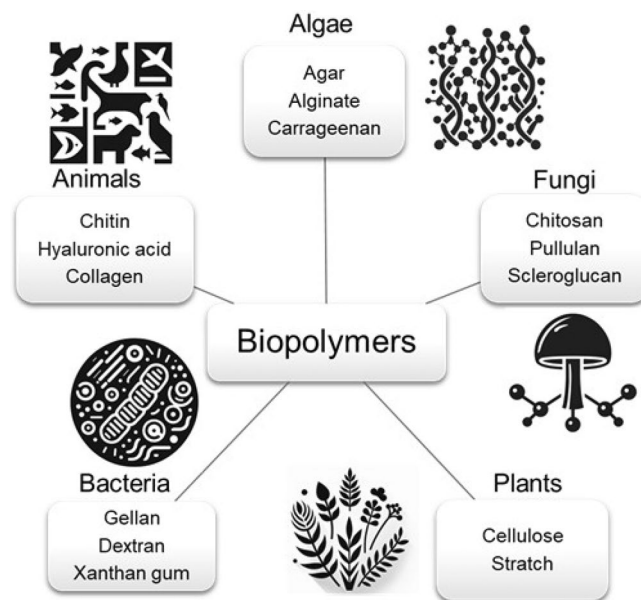 Algae
Agar
Alginate
Carrageenan
Animals
Chitin
Hyaluronic acid
Collagen
Fungi
Chitosan
Pullulan
Scleroglucan
Biopolymers
Bacteria
Gellan
Dextran
Xanthan gum
Plants
Cellulose
Stratch